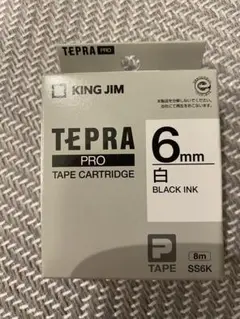 TEPRA
PRO
KING JIM
TEPRA
PRO
TAPE CARTRIDGE
6mm
白
BLACK INK
P
TAPE
8m
SS6K